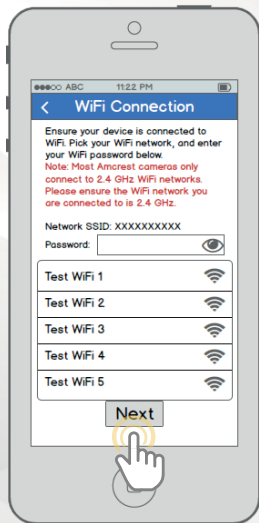 ABC 11:22 PM
< WiFi Connection
Ensure your device is connected to
WiFi. Pick your WiFi network, and enter
your WiFi password below.
Note: Most Amcrest cameras only
connect to 2.4 GHz WiFi networks.
Please ensure the WiFi network you
are connected to is 2.4 GHz.
Network SSID: XXXXXXXXXX
Password:
Test WiFi 1
Test WiFi 2
Test WiFi 3
Test WiFi 4
Test WiFi 5
Next